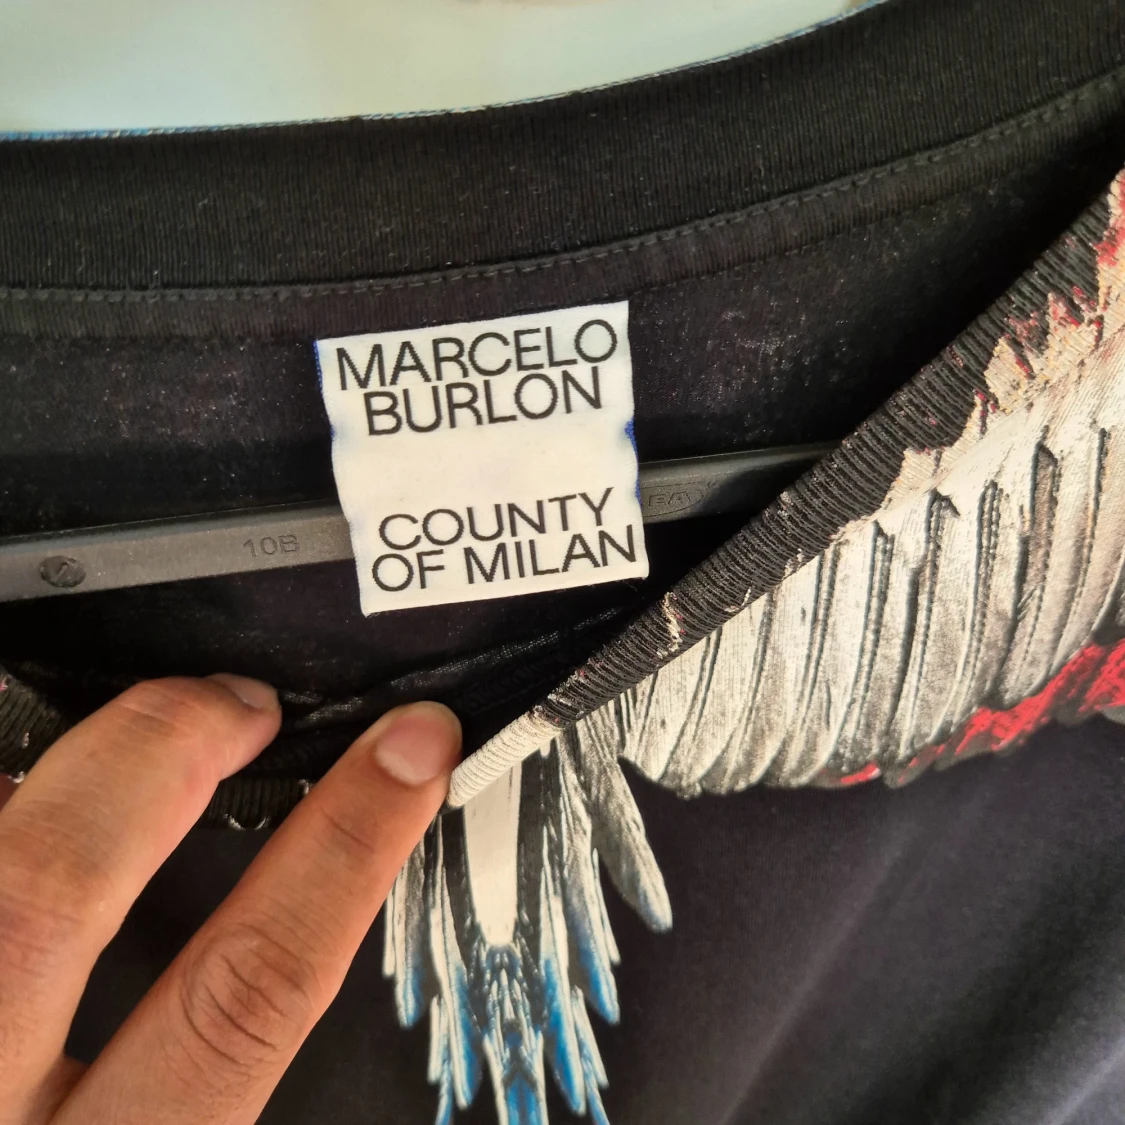 MARCELO
BURLON
COUNTY
OF MILAN
10B